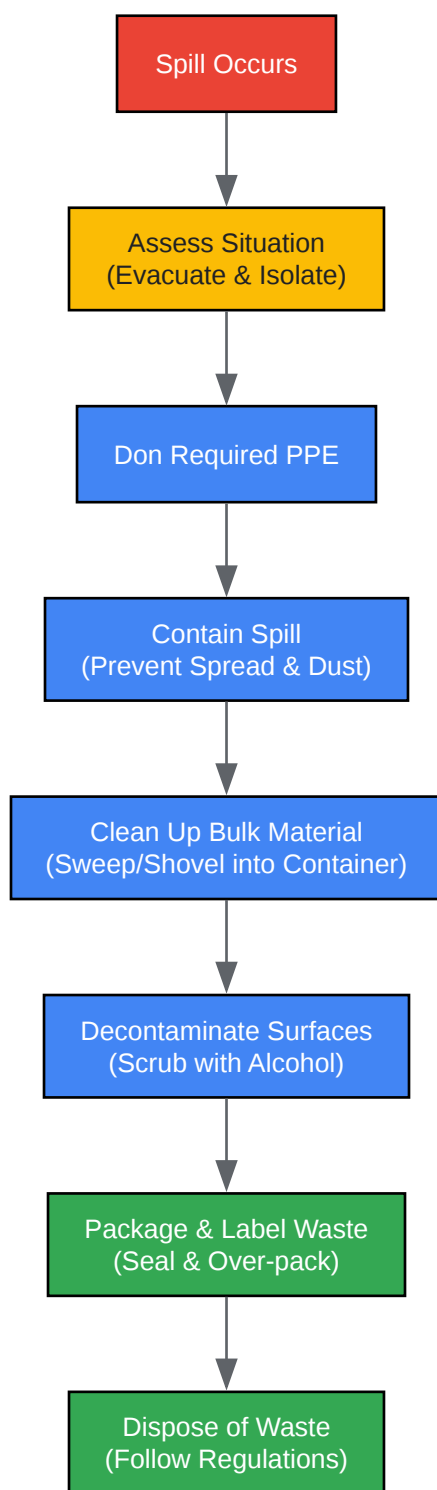 Spill Occurs
Assess Situation
(Evacuate & Isolate)
Don Required PPE
Contain Spill
(Prevent Spread & Dust)
Clean Up Bulk Material
(Sweep/Shovel into Container)
Decontaminate Surfaces
(Scrub with Alcohol)
Package & Label Waste
(Seal & Over-pack)
Dispose of Waste
(Follow Regulations)